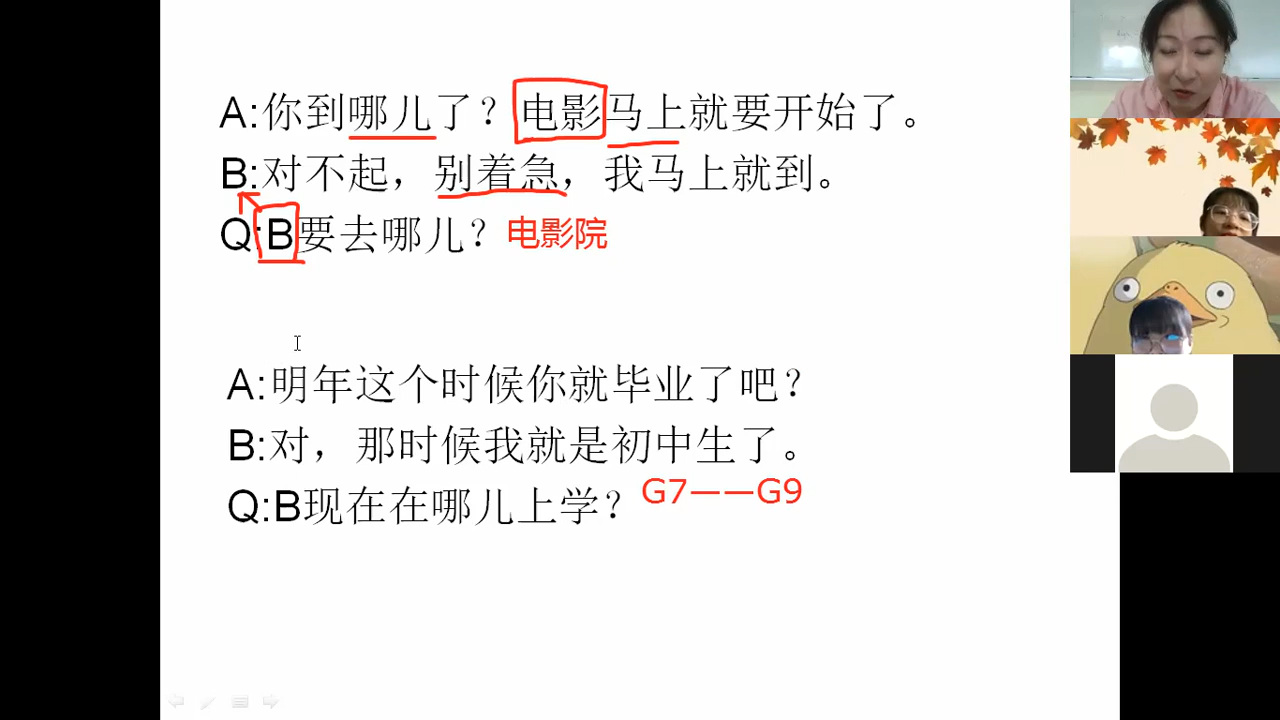 A:你到哪儿了？电影马上就要开始了。
B:对不起，别着急，我马上就到。
Q:B要去哪儿？电影院
A:明年这个时候你就毕业了吧？
B:对，那时候我就是初中生了。
Q:B现在在哪儿上学？G7——G9